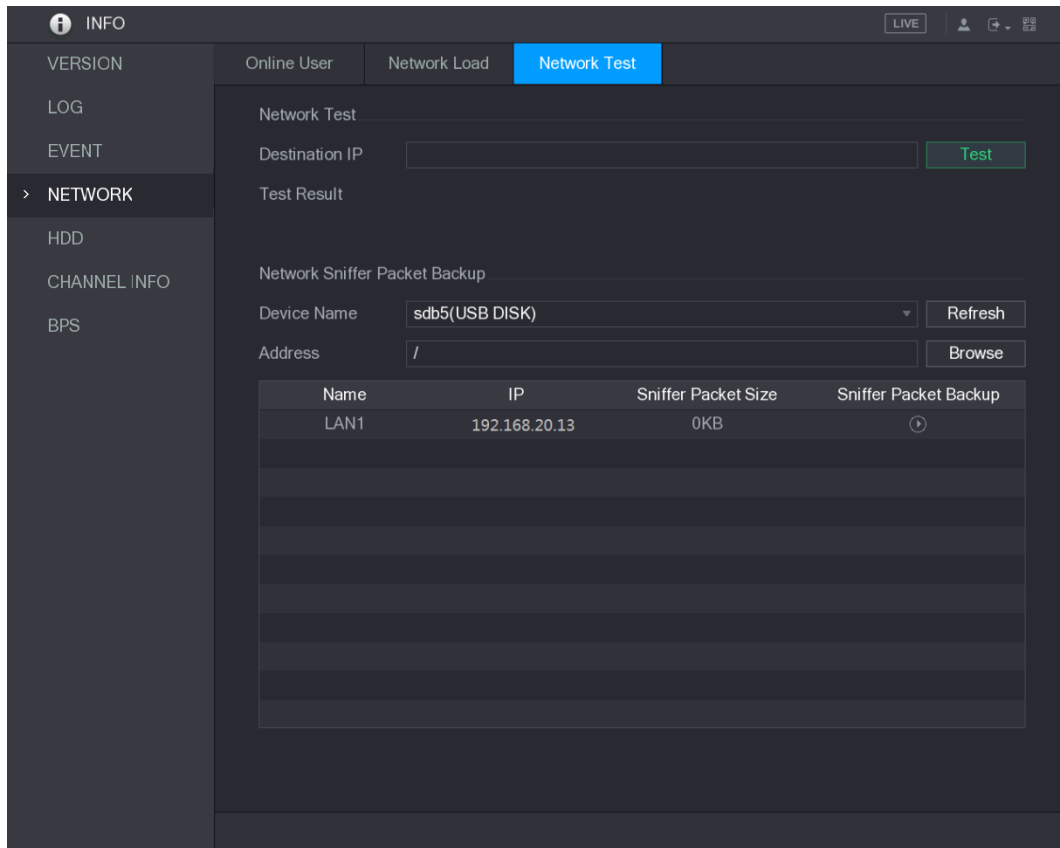 INFO LIVE
VERSION
LOG
EVENT
NETWORK
HDD
CHANNEL INFO
BPS
Online User Network Load Network Test
Network Test
Destination IP Test
Test Result
Network Sniffer Packet Backup
Device Name sdb5(USB DISK) Refresh
Address / Browse
Name IP Sniffer Packet Size Sniffer Packet Backup
LAN1 192.168.20.13 0KB